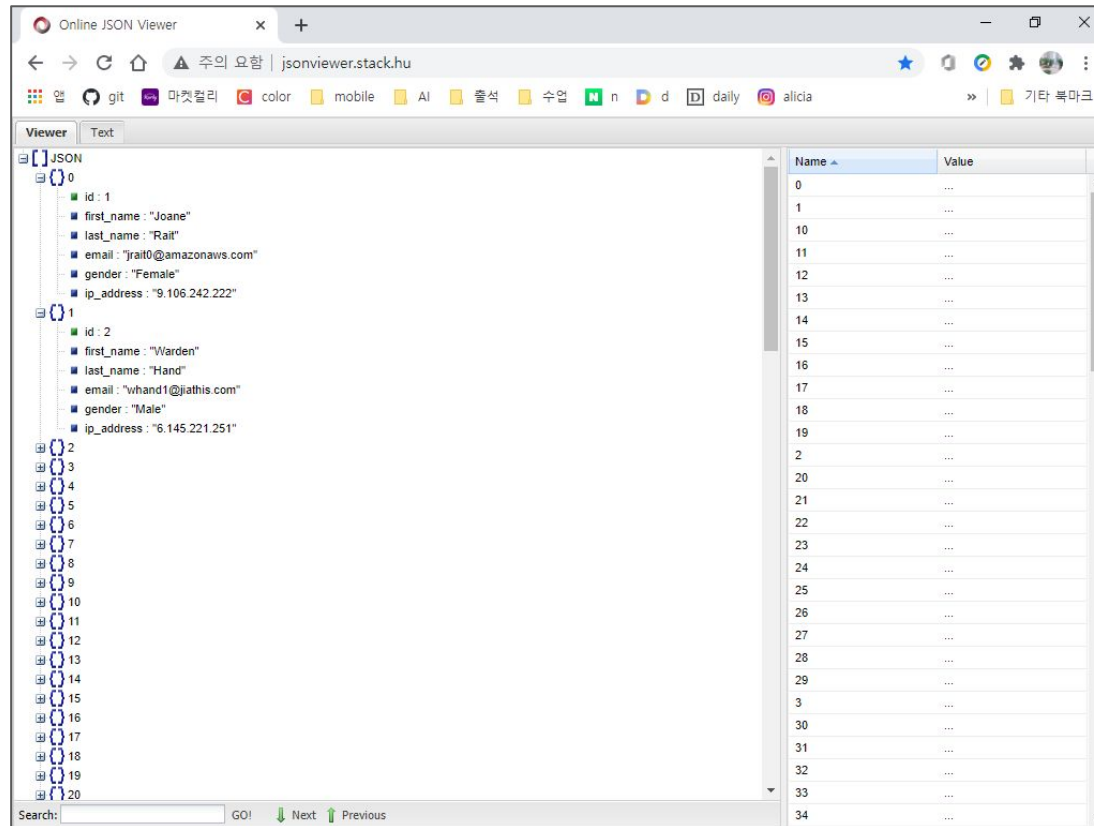 Online JSON Viewer
주의 요함 | jsonviewer.stack.hu
앱 git 마켓컬리 color mobile AI 출석 수업 N n d D daily alicia » 기타 북마크
Viewer Text
JSON
0
id : 1
first_name : "Joane"
last_name : "Rait"
email : "jrait0@amazonaws.com"
gender : "Female"
ip_address : "9.106.242.222"
1
id : 2
first_name : "Warden"
last_name : "Hand"
email : "whand1@jiathis.com"
gender : "Male"
ip_address : "6.145.221.251"
2
3
4
5
6
7
8
9
10
11
12
13
14
15
16
17
18
19
20
Search: GO! Next Previous
Name Value
0 ...
1 ...
10 ...
11 ...
12 ...
13 ...
14 ...
15 ...
16 ...
17 ...
18 ...
19 ...
2 ...
20 ...
21 ...
22 ...
23 ...
24 ...
25 ...
26 ...
27 ...
28 ...
29 ...
3 ...
30 ...
31 ...
32 ...
33 ...
34 ...